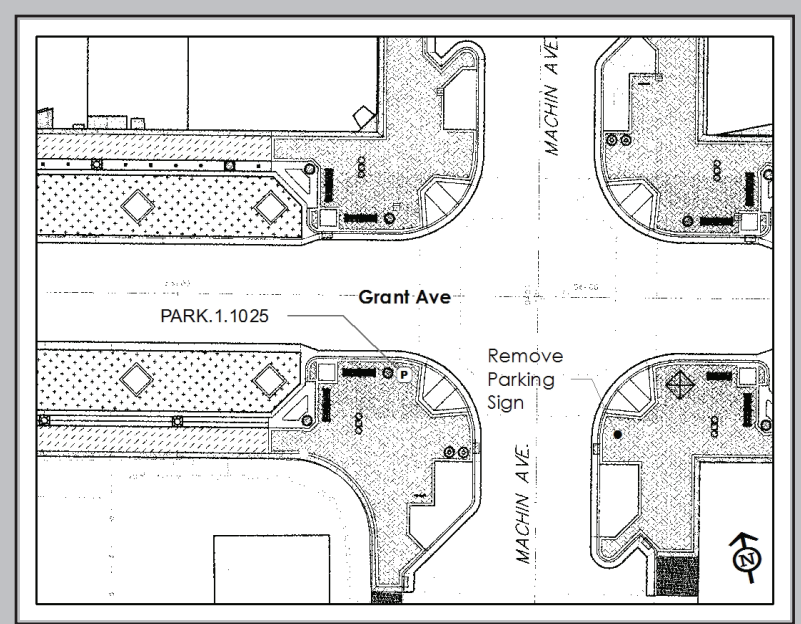 MACHIN AVE.
Grant Ave
PARK.1.1025
P
Remove
Parking
Sign
MACHIN AVE.
N